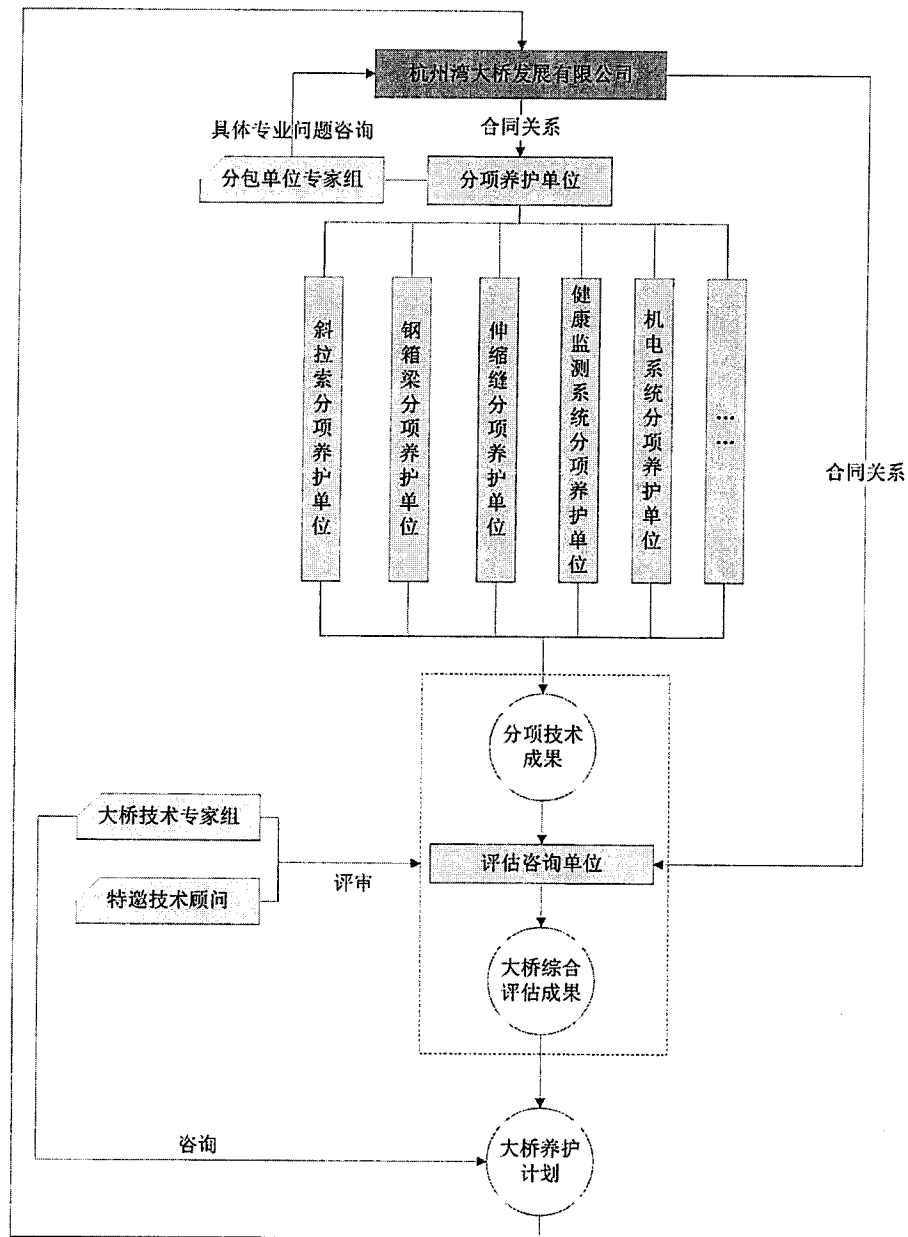 杭州湾大桥发展有限公司
具体专业问题咨询
合同关系
分包单位专家组
分项养护单位
斜拉索分项养护单位
钢箱梁分项养护单位
伸缩缝分项养护单位
健康监测系统分项养护单位
机电系统分项养护单位
……
合同关系
分项技术
成果
大桥技术专家组
评估咨询单位
评审
特邀技术顾问
大桥综合
评估成果
咨询
大桥养护
计划